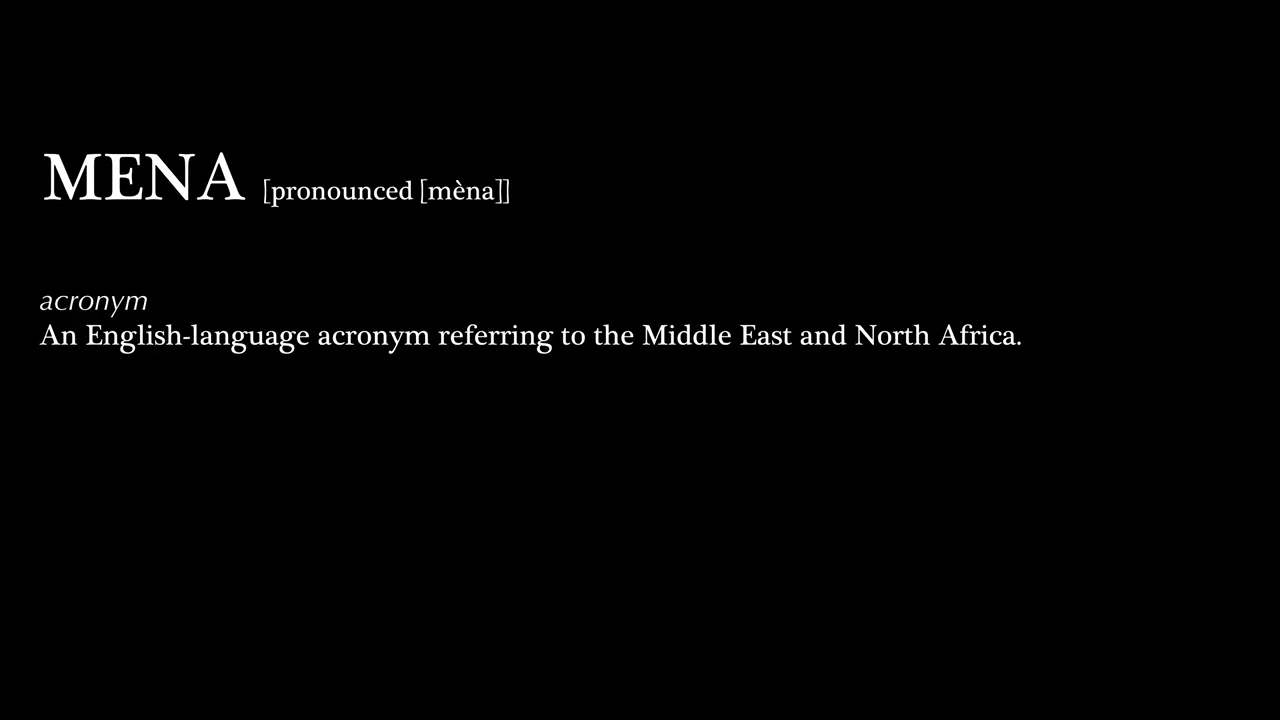 MENA [pronounced [mèna]]
acronym
An English-language acronym referring to the Middle East and North Africa.